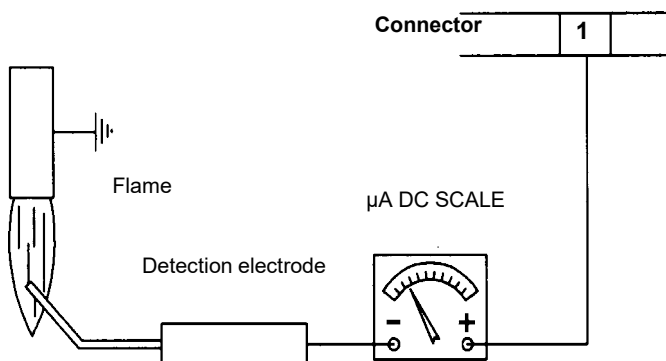 Connector 1
Flame
µA DC SCALE
Detection electrode
- +